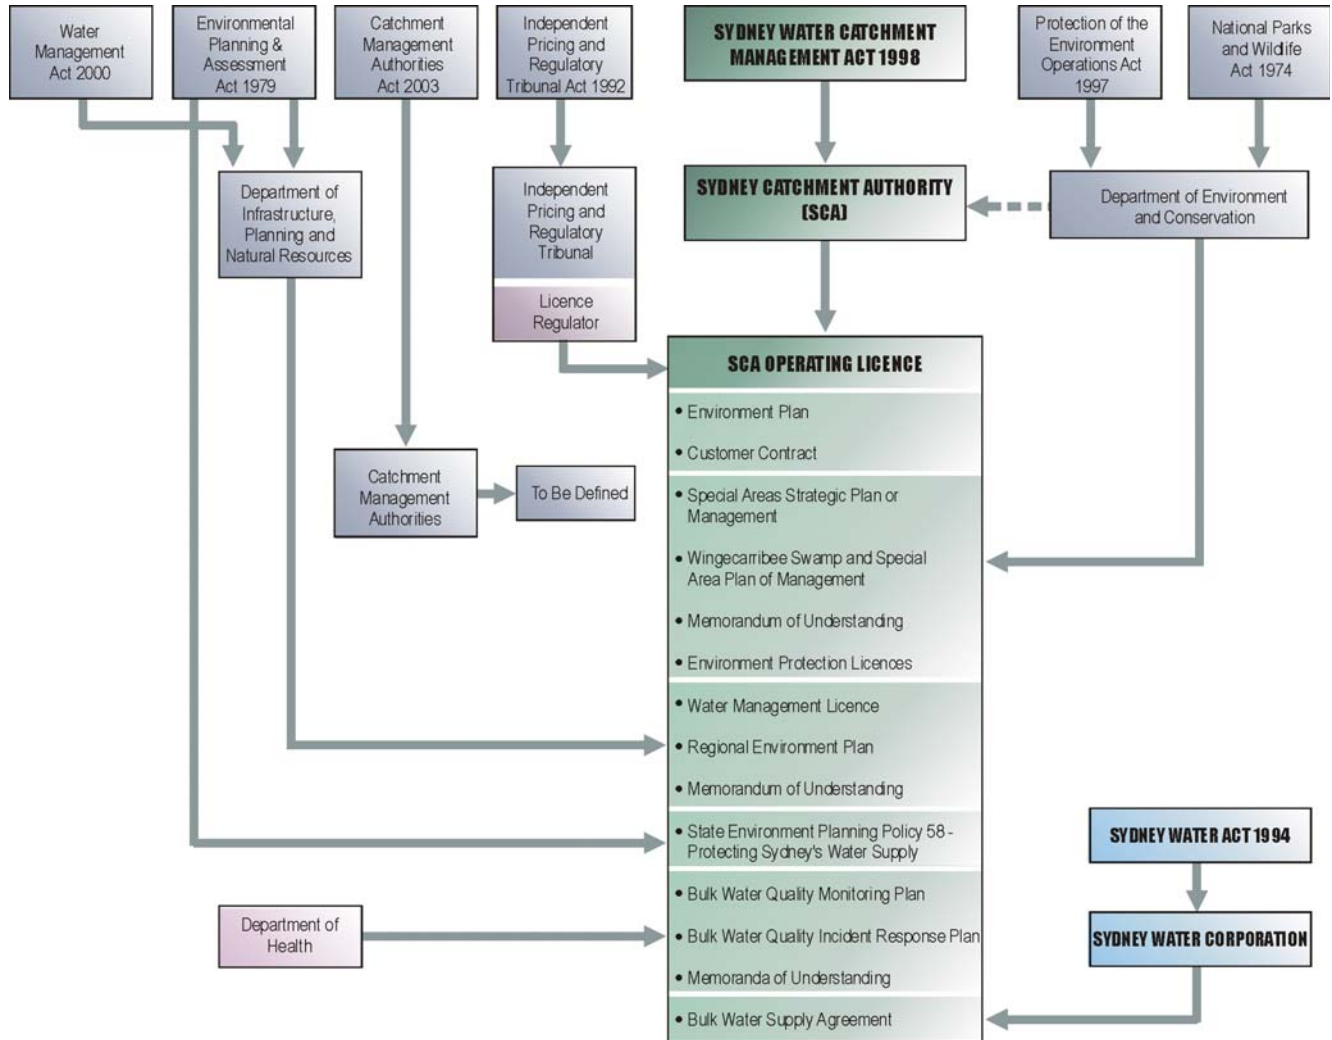 Water
Management
Act 2000
Environmental
Planning &
Assessment
Act 1979
Catchment
Management
Authorities
Act 2003
Independent
Pricing and
Regulatory
Tribunal Act 1992
SYDNEY WATER CATCHMENT
MANAGEMENT ACT 1998
Protection of the
Environment
Operations Act
1997
National Parks
and Wildlife
Act 1974
Department of
Infrastructure,
Planning and
Natural Resources
Independent
Pricing and
Regulatory
Tribunal
Licence
Regulator
SYDNEY CATCHMENT AUTHORITY
(SCA)
Department of Environment
and Conservation
SCA OPERATING LICENCE
• Environment Plan
• Customer Contract
Catchment
Management
Authorities
To Be Defined
• Special Areas Strategic Plan or
Management
• Wingecarribee Swamp and Special
Area Plan of Management
• Memorandum of Understanding
• Environment Protection Licences
• Water Management Licence
• Regional Environment Plan
• Memorandum of Understanding
• State Environment Planning Policy 58 -
Protecting Sydney's Water Supply
SYDNEY WATER ACT 1994
Department of
Health
• Bulk Water Quality Monitoring Plan
• Bulk Water Quality Incident Response Plan
• Memoranda of Understanding
SYDNEY WATER CORPORATION
• Bulk Water Supply Agreement